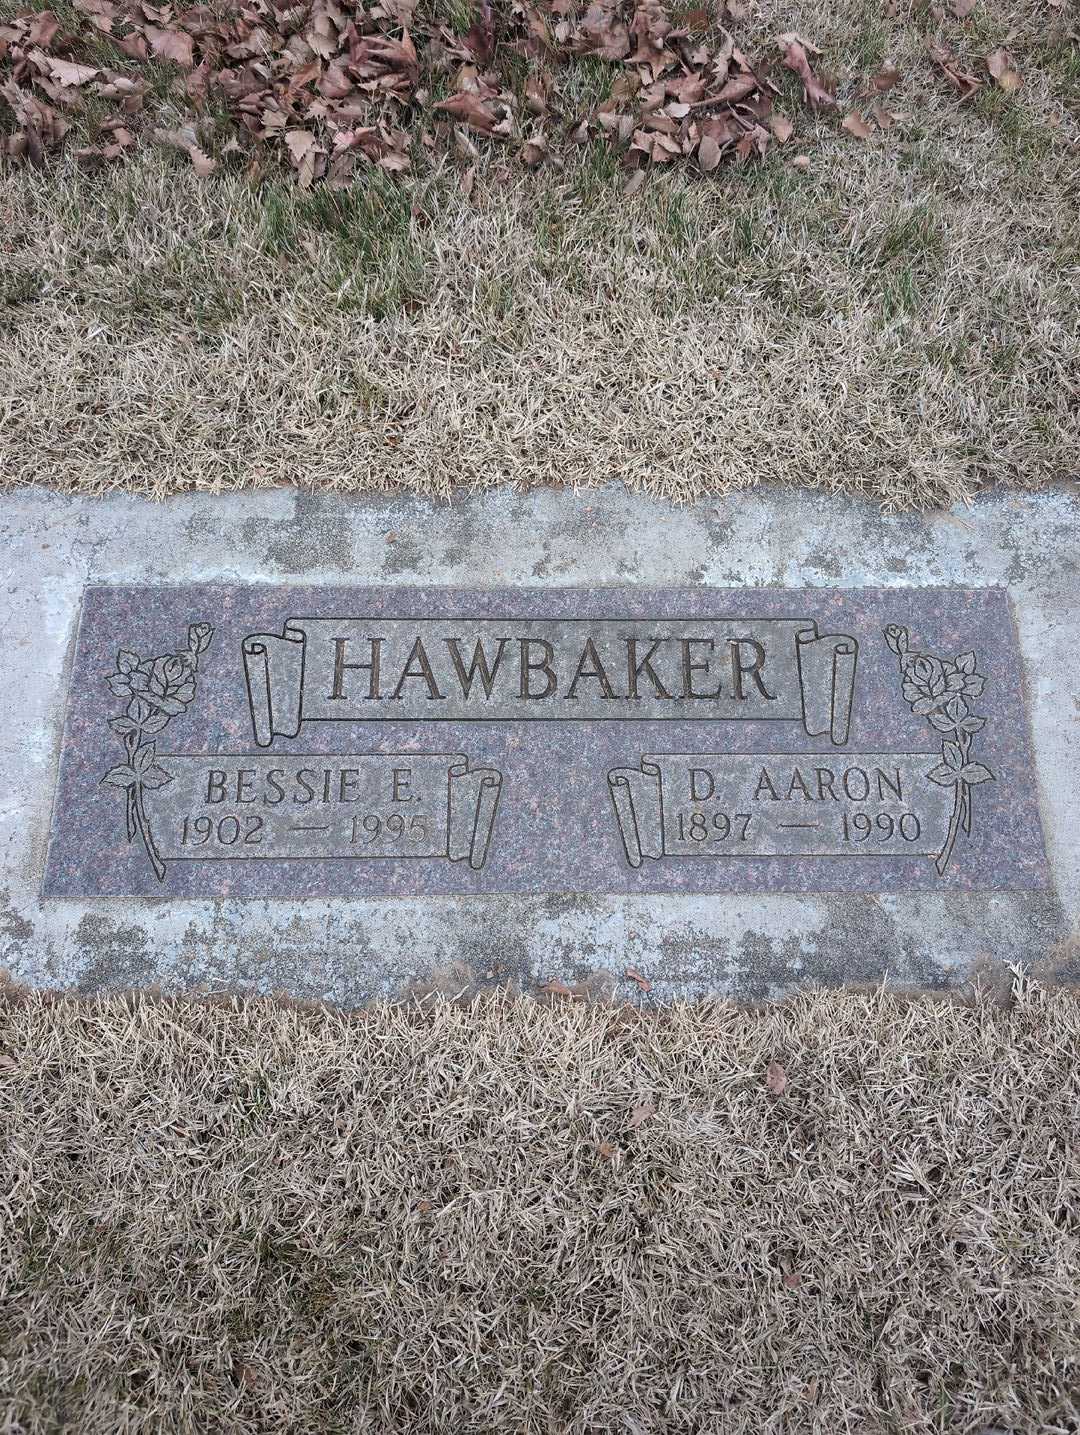 HAWBAKER
BESSIE E.
1902 — 1995
D. AARON
1897 — 1990